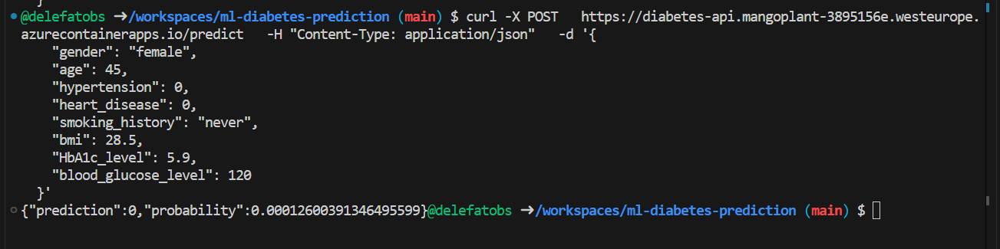 }
@delefatobs ➜/workspaces/ml-diabetes-prediction (main) $ curl -X POST   https://diabetes-api.mangoplant-3895156e.westeurope.
azurecontainerapps.io/predict   -H "Content-Type: application/json"   -d '{
    "gender": "female",
    "age": 45,
    "hypertension": 0,
    "heart_disease": 0,
    "smoking_history": "never",
    "bmi": 28.5,
    "HbA1c_level": 5.9,
    "blood_glucose_level": 120
  }'
{"prediction":0,"probability":0.00012600391346495599}@delefatobs ➜/workspaces/ml-diabetes-prediction (main) $